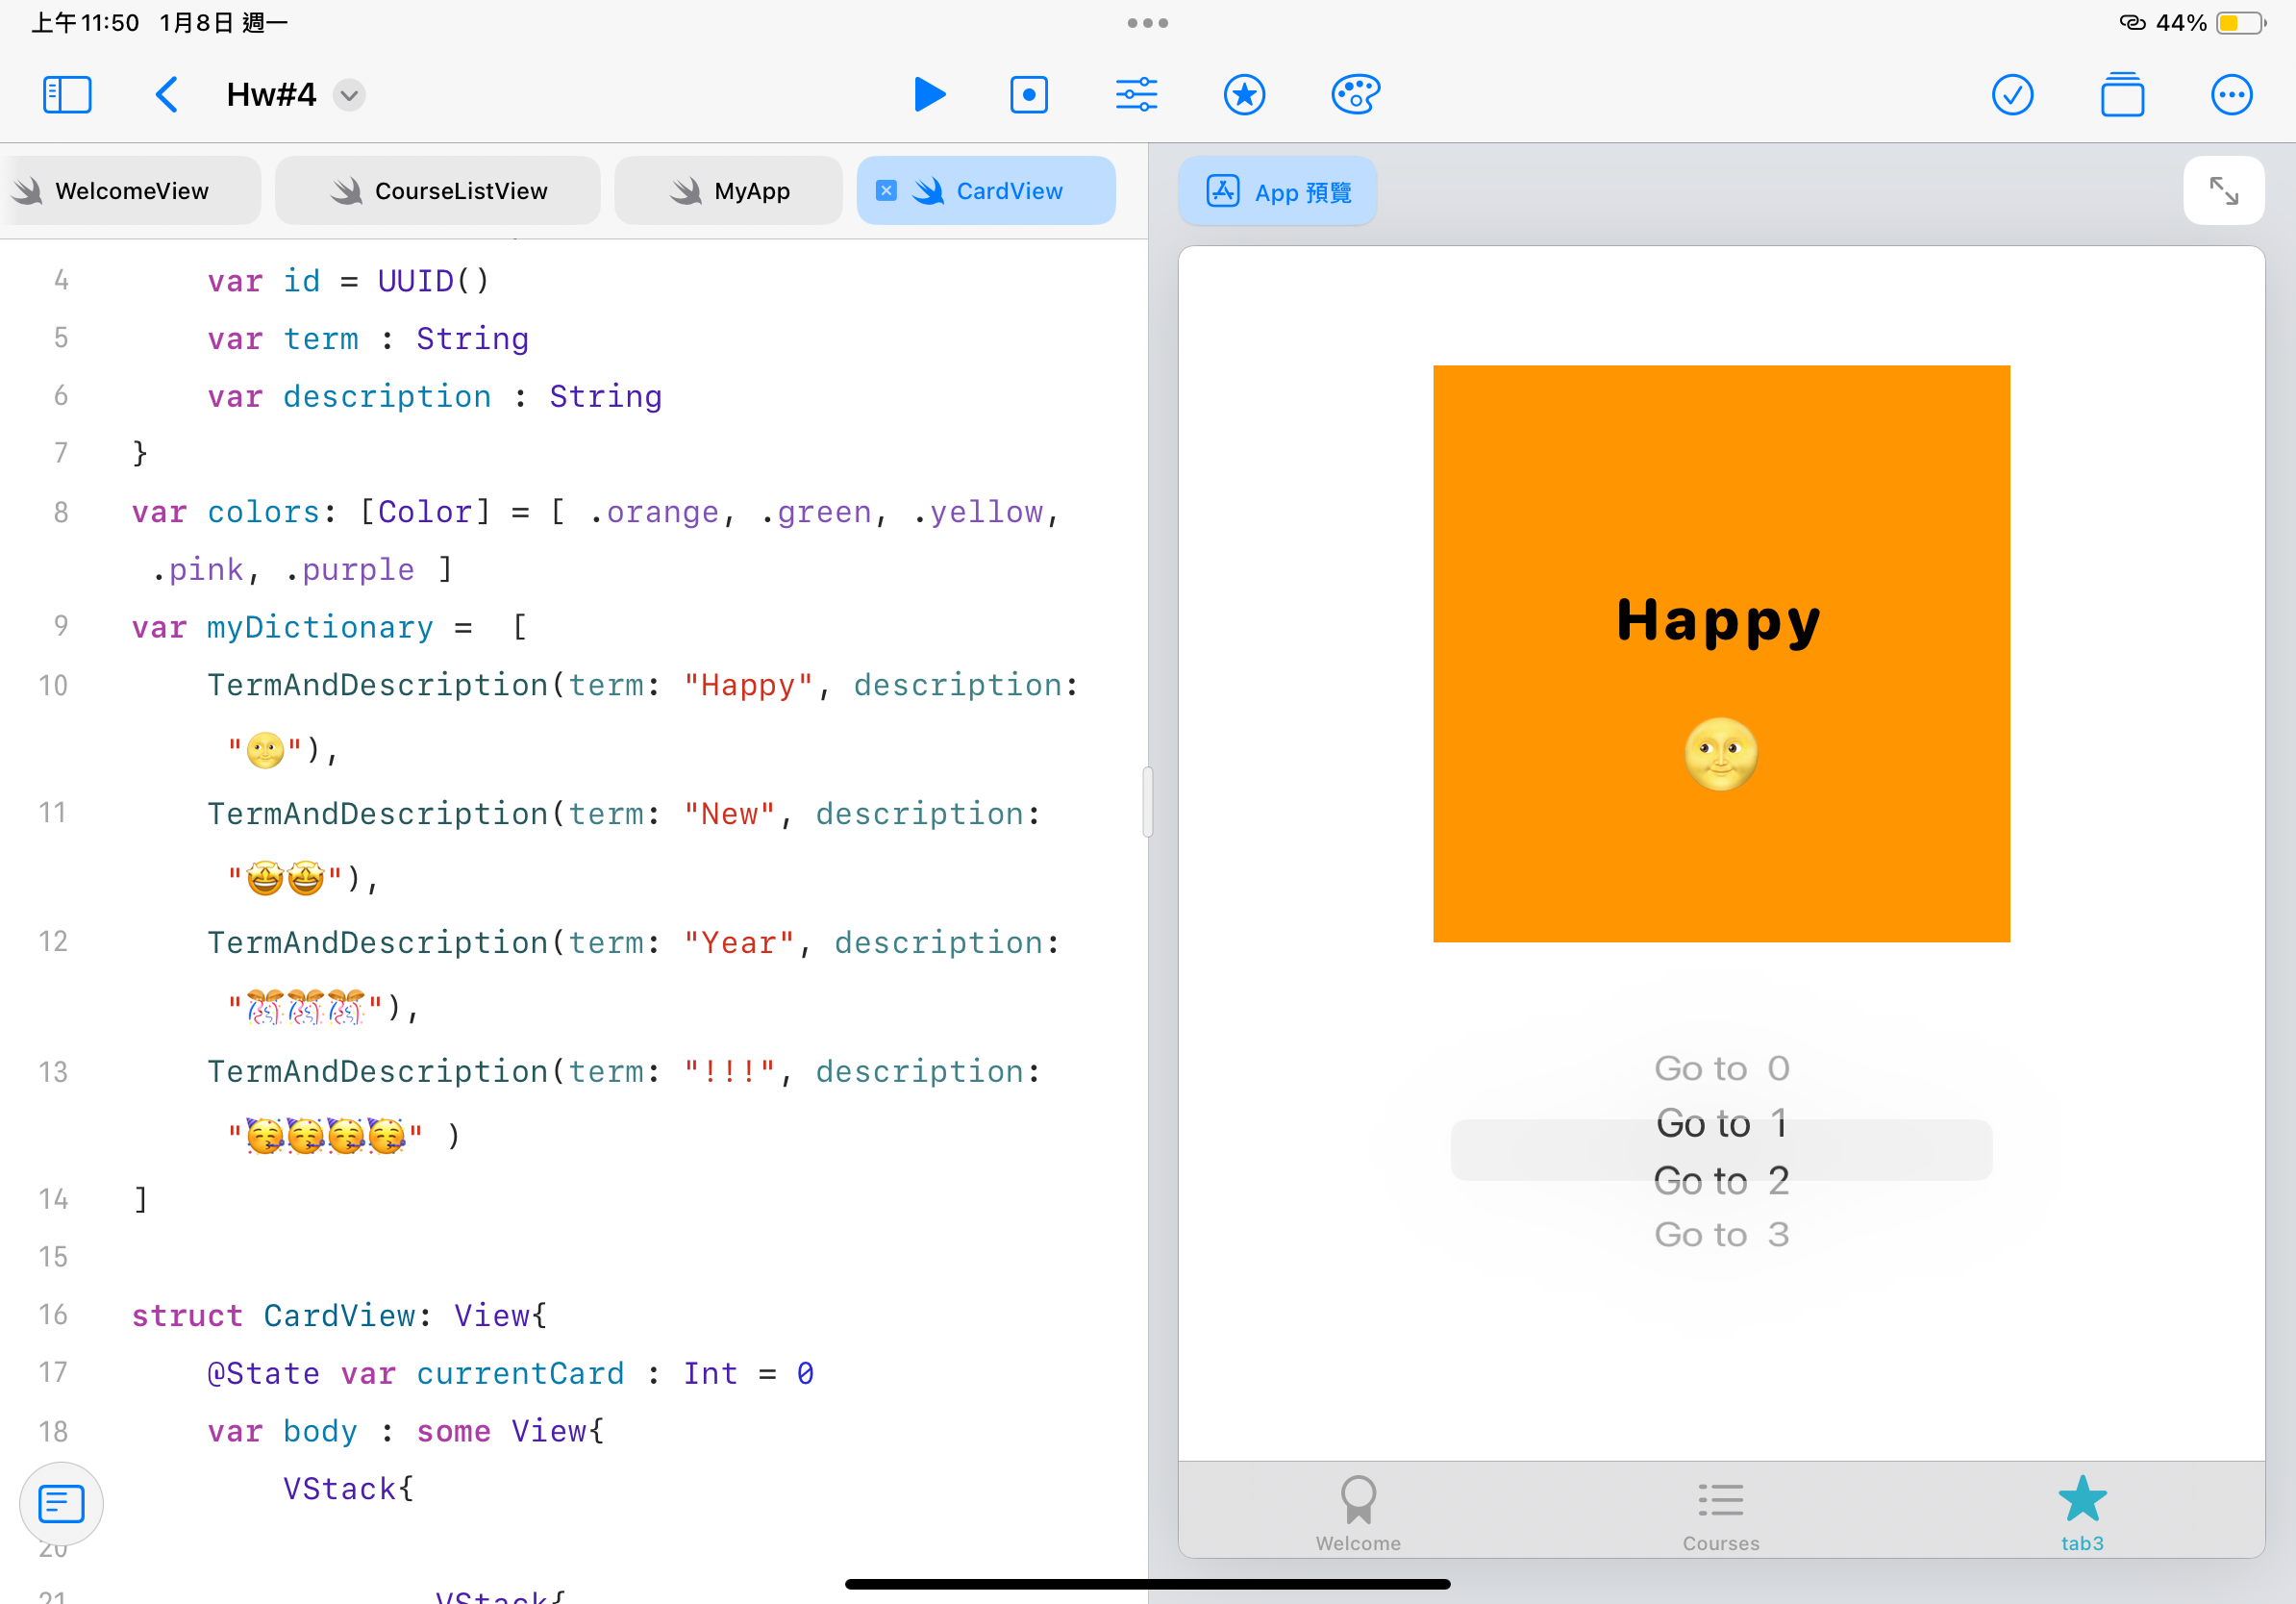 上午11:50 1月8日 週一
44%
Hw#4
WelcomeView
CourseListView
MyApp
CardView
App 預覽
4 var id = UUID()
5 var term : String
6 var description : String
7 }
8 var colors: [Color] = [ .orange, .green, .yellow,
.pink, .purple ]
9 var myDictionary =  [
10 TermAndDescription(term: "Happy", description:
"🌝"),
11 TermAndDescription(term: "New", description:
"🤩🤩"),
12 TermAndDescription(term: "Year", description:
"🎊🎊🎊"),
13 TermAndDescription(term: "!!!", description:
"🥳🥳🥳🥳" )
14 ]
15
16 struct CardView: View{
17 @State var currentCard : Int = 0
18 var body : some View{
VStack{
20
21 VStack{
Happy
🌝
Go to  0
Go to  1
Go to  2
Go to  3
Welcome
Courses
tab3